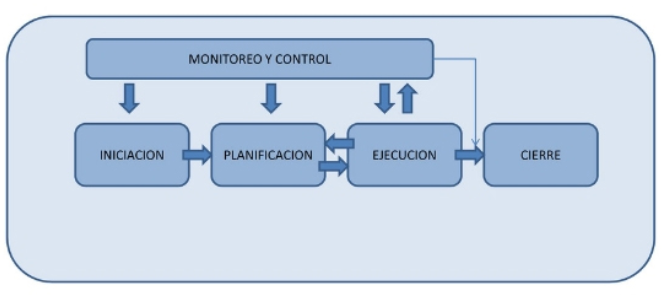 MONITOREO Y CONTROL
INICIACION
PLANIFICACION
EJECUCION
CIERRE